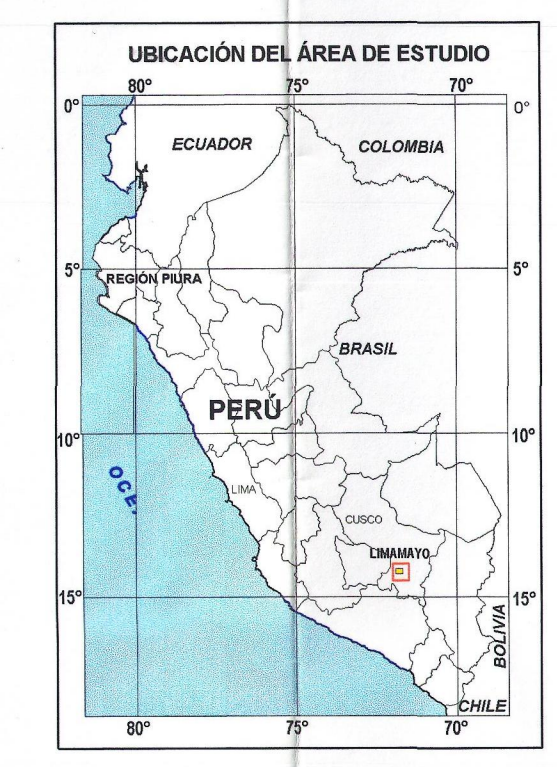 UBICACIÓN DEL ÁREA DE ESTUDIO
80° 75° 70°
0° 0°
ECUADOR
COLOMBIA
5° 5°
REGIÓN PIURA
BRASIL
PERÚ
10° 10°
OCE
LIMA
CUSCO
LIMAMAYO
15° 15°
BOLIVIA
CHILE
80° 75° 70°